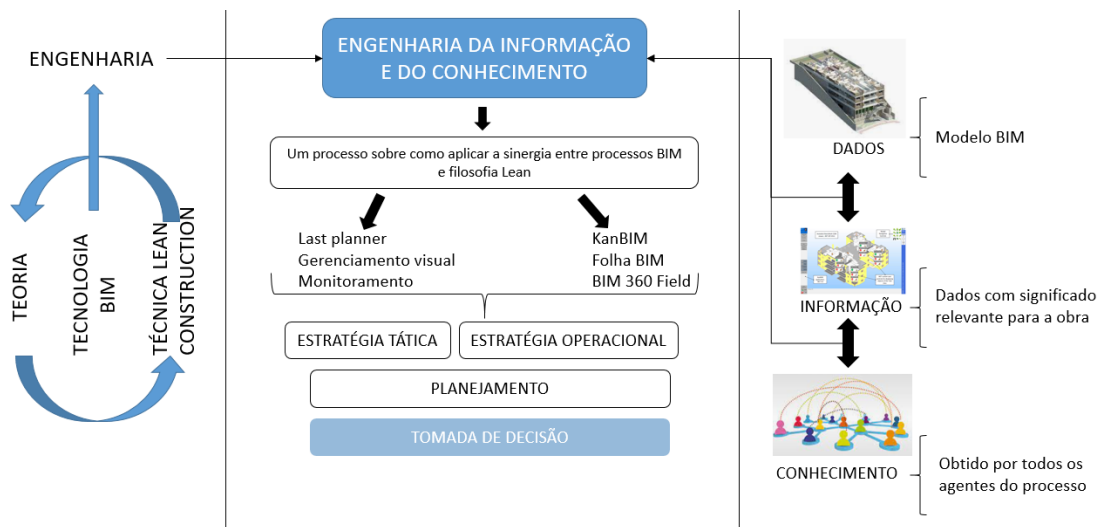 ENGENHARIA
TEORIA
TECNOLOGIA
BIM
TÉCNICA LEAN
CONSTRUCTION
ENGENHARIA DA INFORMAÇÃO
E DO CONHECIMENTO
Um processo sobre como aplicar a sinergia entre processos BIM
e filosofia Lean
Last planner
Gerenciamento visual
Monitoramento
KanBIM
Folha BIM
BIM 360 Field
ESTRATÉGIA TÁTICA
ESTRATÉGIA OPERACIONAL
PLANEJAMENTO
TOMADA DE DECISÃO
DADOS
Modelo BIM
INFORMAÇÃO
Dados com significado
relevante para a obra
CONHECIMENTO
Obtido por todos os
agentes do processo